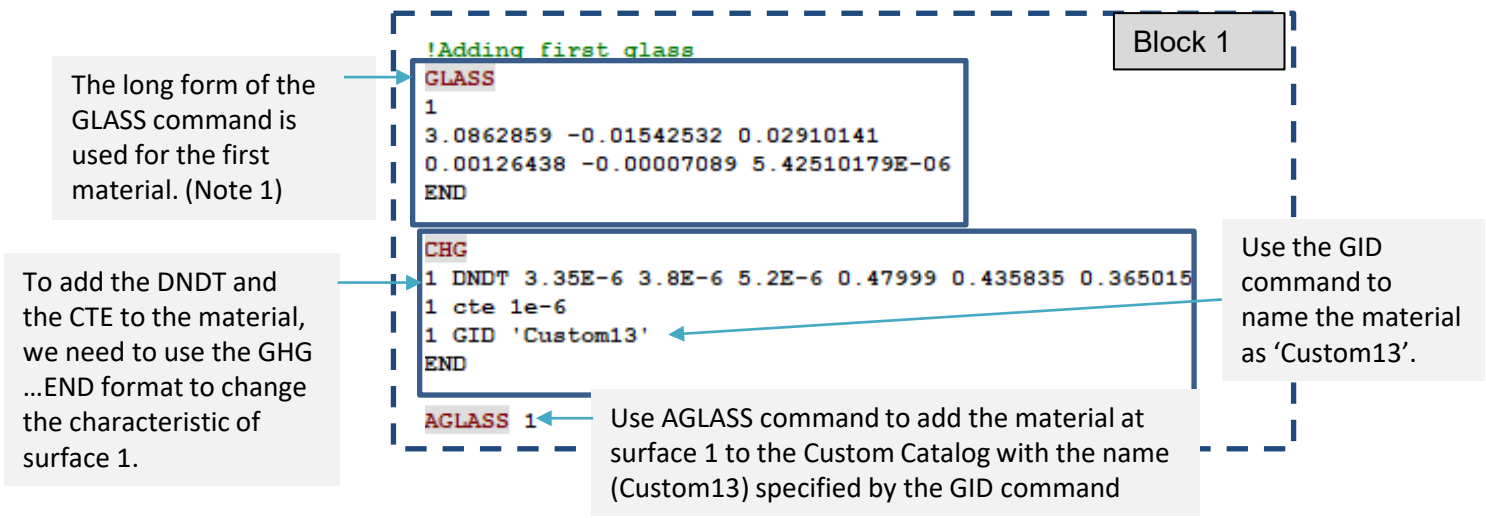 Block 1
!Adding first glass
The long form of the
GLASS command is
used for the first
material. (Note 1)
GLASS
1
3.0862859 -0.01542532 0.02910141
0.00126438 -0.00007089 5.42510179E-06
END
To add the DNDT and
the CTE to the material,
we need to use the GHG
…END format to change
the characteristic of
surface 1.
CHG
1 DNDT 3.35E-6 3.8E-6 5.2E-6 0.47999 0.435835 0.365015
1 cte 1e-6
1 GID 'Custom13'
END
Use the GID
command to
name the material
as ‘Custom13’.
AGLASS 1
Use AGLASS command to add the material at
surface 1 to the Custom Catalog with the name
(Custom13) specified by the GID command